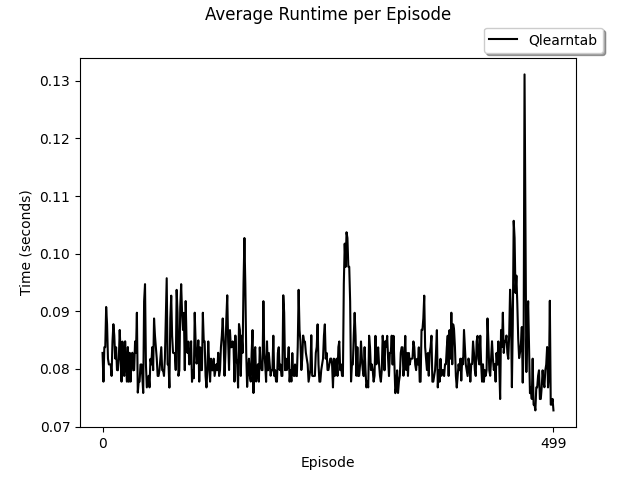 Average Runtime per Episode
Qlearntab
0.13
0.12
0.11
0.10
0.09
0.08
0.07
Time (seconds)
0
499
Episode